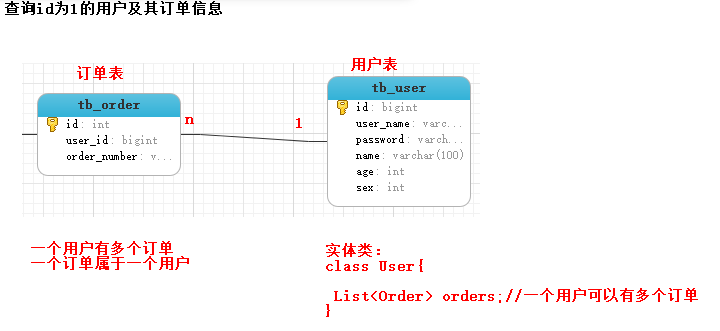 查询id为1的用户及其订单信息
订单表
用户表
tb_order
id: int
user_id: bigint
order_number: v...
n
1
tb_user
id: bigint
user_name: varc...
password: varch...
name: varchar(100)
age: int
sex: int
一个用户有多个订单
一个订单属于一个用户
实体类：
class User{
List<Order> orders;//一个用户可以有多个订单
}